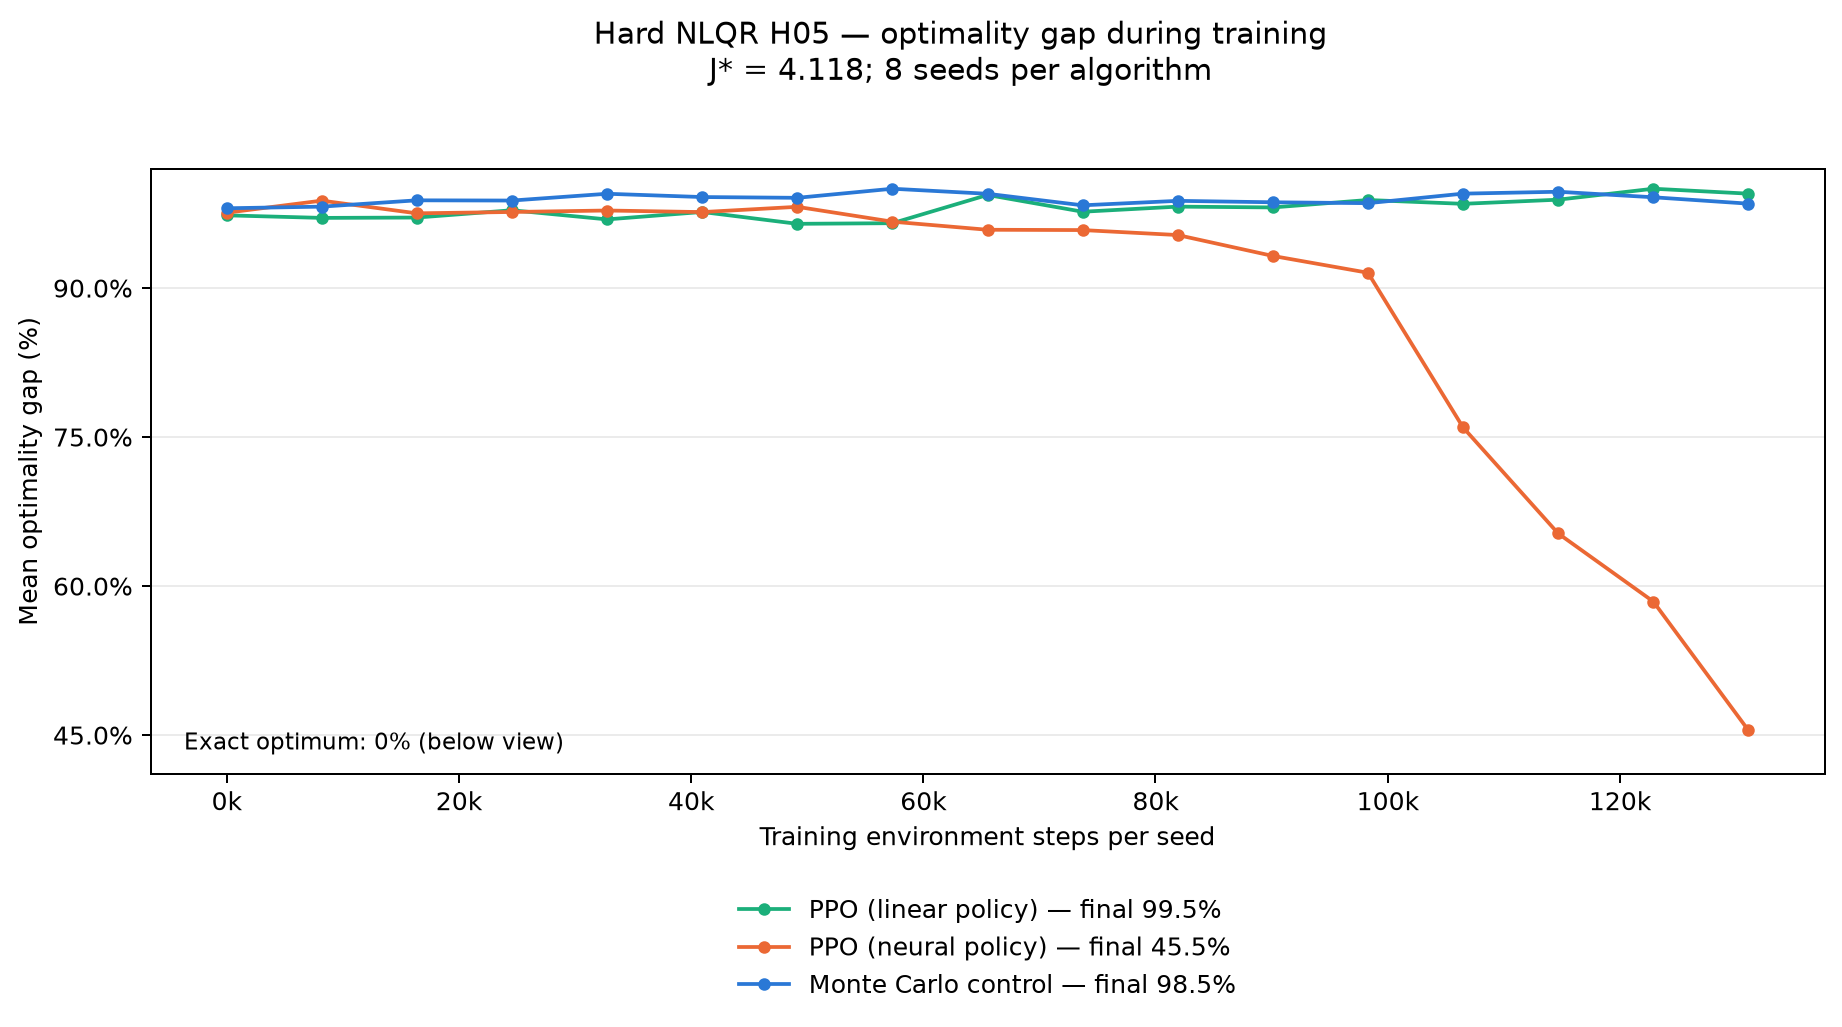 Hard NLQR H05 — optimality gap during training
J* = 4.118; 8 seeds per algorithm
Mean optimality gap (%)
90.0%
75.0%
60.0%
45.0%
Exact optimum: 0% (below view)
0k 20k 40k 60k 80k 100k 120k
Training environment steps per seed
PPO (linear policy) — final 99.5%
PPO (neural policy) — final 45.5%
Monte Carlo control — final 98.5%